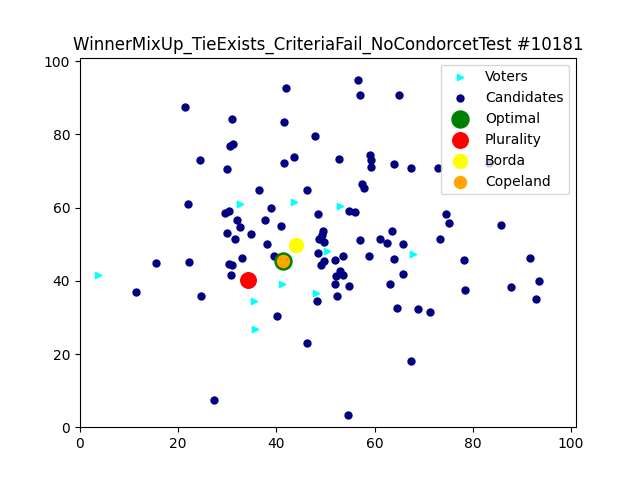 WinnerMixUp_TieExists_CriteriaFail_NoCondorcetTest #10181
100
80
60
40
20
0
0 20 40 60 80 100
Voters
Candidates
Optimal
Plurality
Borda
Copeland